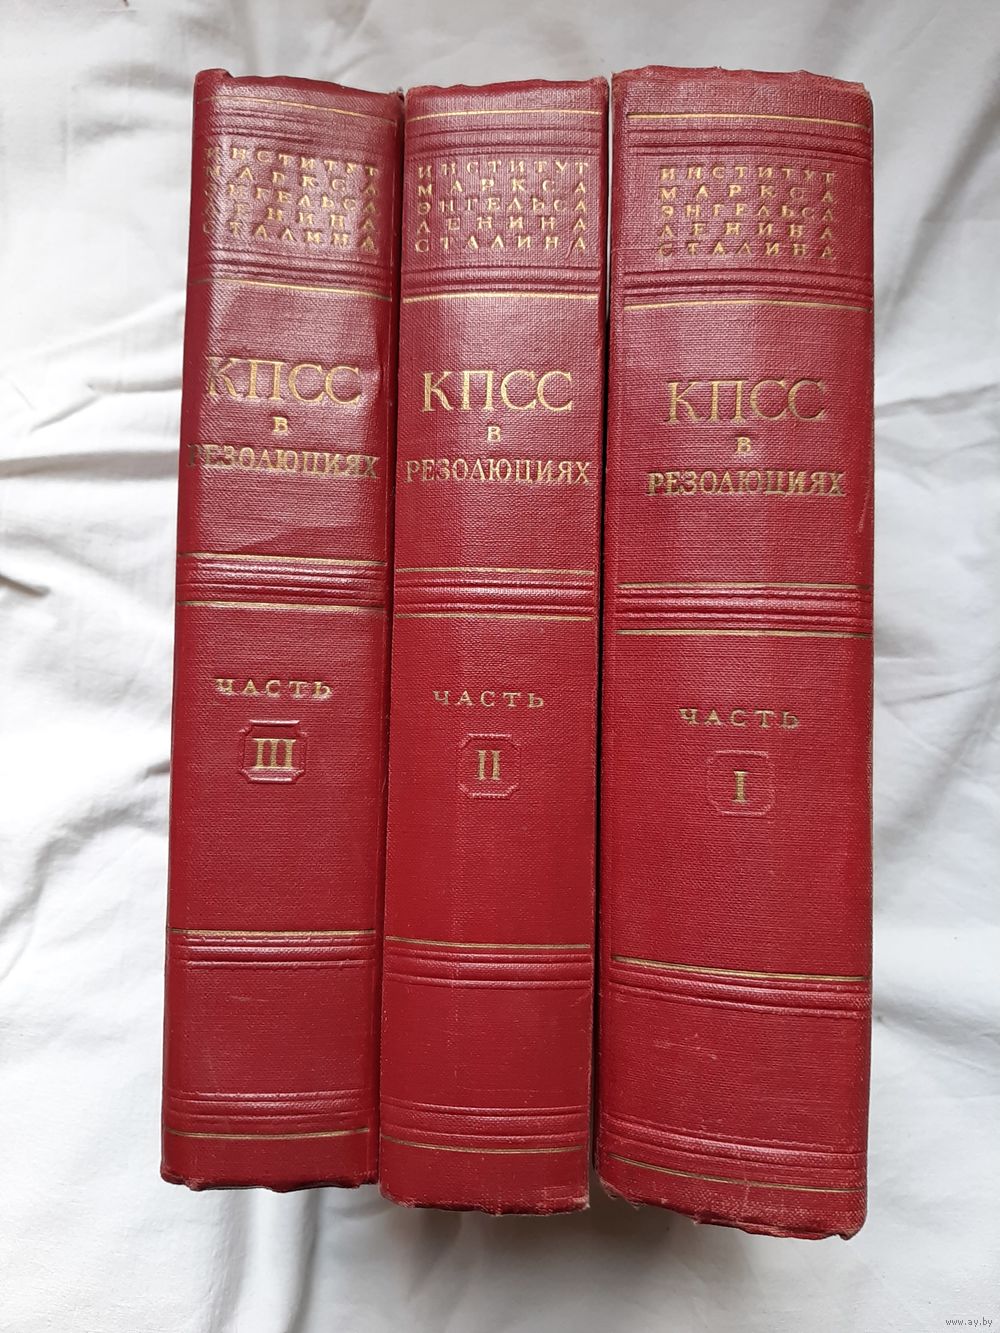 ИНСТИТУТ
МАРКСА
ЭНГЕЛЬСА
ЛЕНИНА
СТАЛИНА
КПСС
в
РЕЗОЛЮЦИЯХ
ЧАСТЬ
III
ИНСТИТУТ
МАРКСА
ЭНГЕЛЬСА
ЛЕНИНА
СТАЛИНА
КПСС
в
РЕЗОЛЮЦИЯХ
ЧАСТЬ
II
ИНСТИТУТ
МАРКСА
ЭНГЕЛЬСА
ЛЕНИНА
СТАЛИНА
КПСС
в
РЕЗОЛЮЦИЯХ
ЧАСТЬ
I
www.ay.by